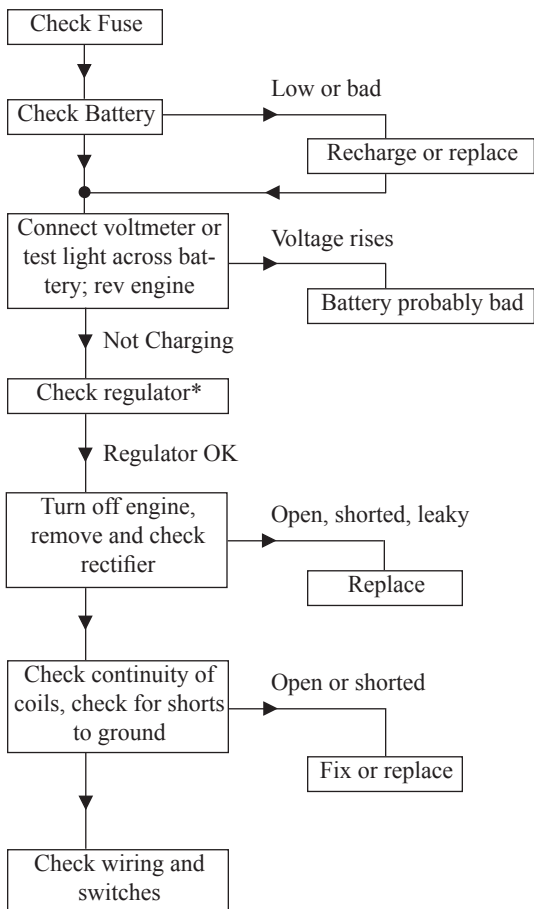 Check Fuse
Low or bad
Check Battery
Recharge or replace
Connect voltmeter or
test light across bat-
tery; rev engine
Voltage rises
Battery probably bad
Not Charging
Check regulator*
Regulator OK
Turn off engine,
remove and check
rectifier
Open, shorted, leaky
Replace
Check continuity of
coils, check for shorts
to ground
Open or shorted
Fix or replace
Check wiring and
switches